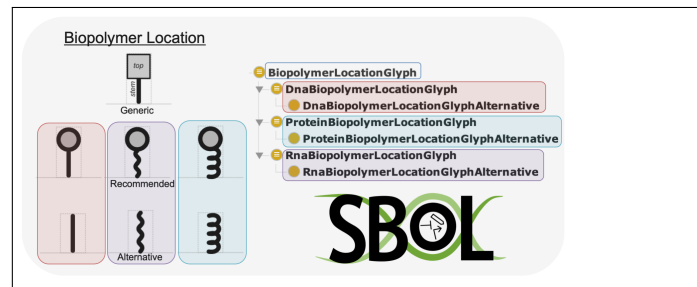 Biopolymer Location
top
stem
Generic
Recommended
Alternative
BiopolymerLocationGlyph
DnaBiopolymerLocationGlyph
DnaBiopolymerLocationGlyphAlternative
ProteinBiopolymerLocationGlyph
ProteinBiopolymerLocationGlyphAlternative
RnaBiopolymerLocationGlyph
RnaBiopolymerLocationGlyphAlternative
SBOL